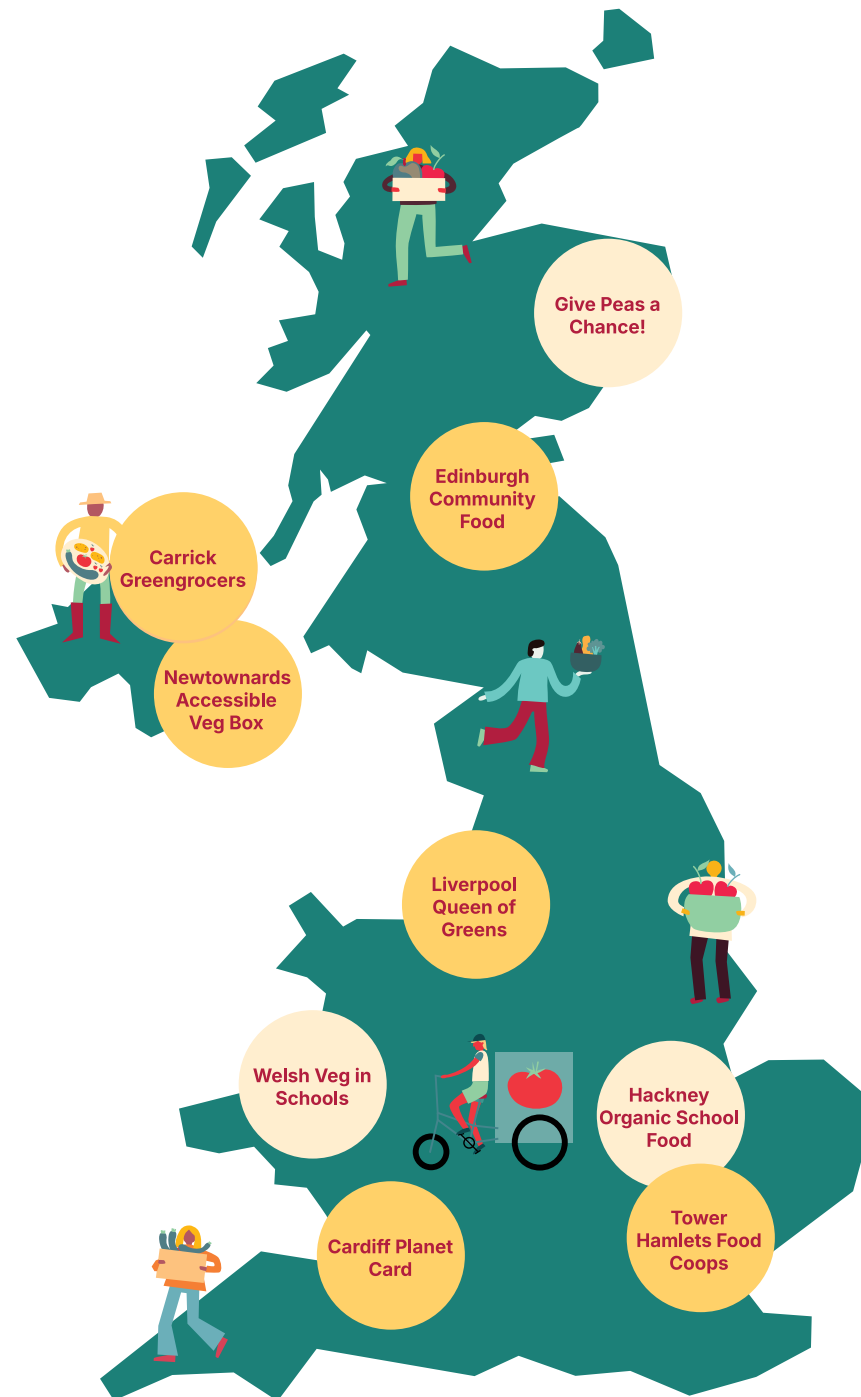 Give Peas a
Chance!
Edinburgh
Community
Food
Carrick
Greengrocers
Newtownards
Accessible
Veg Box
Liverpool
Queen of
Greens
Welsh Veg in
Schools
Hackney
Organic School
Food
Tower
Hamlets Food
Coops
Cardiff Planet
Card